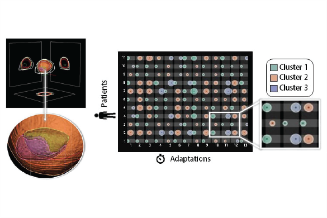 Patients
Adaptations
Cluster 1
Cluster 2
Cluster 3